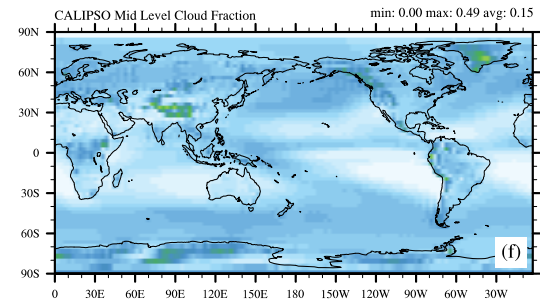 CALIPSO Mid Level Cloud Fraction min: 0.00 max: 0.49 avg: 0.15
90N
60N
30N
0
30S
60S
90S
(f)
0 30E 60E 90E 120E 150E 180 150W 120W 90W 60W 30W